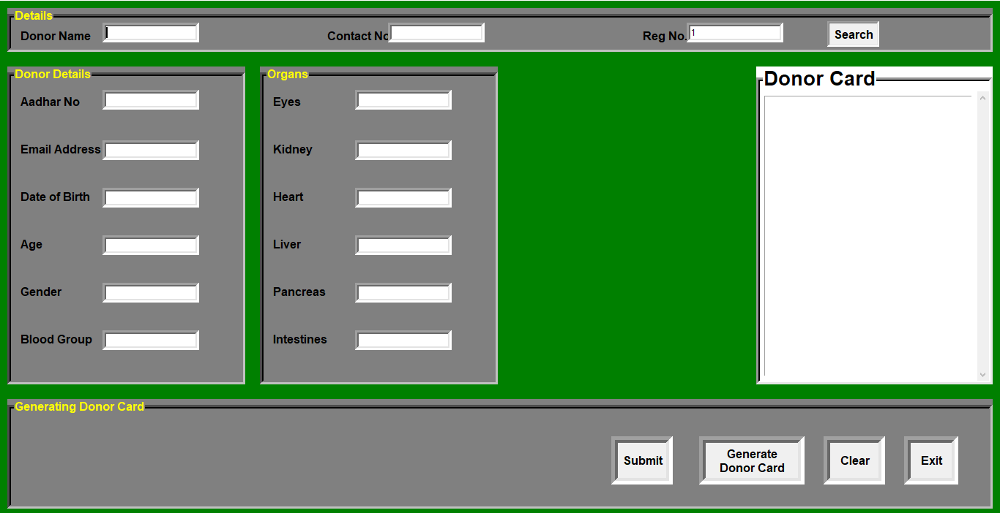 Details
Donor Name
Contact No
Reg No.
1
Search
Donor Details
Aadhar No
Email Address
Date of Birth
Age
Gender
Blood Group
Organs
Eyes
Kidney
Heart
Liver
Pancreas
Intestines
Donor Card
Generating Donor Card
Submit
Generate
Donor Card
Clear
Exit